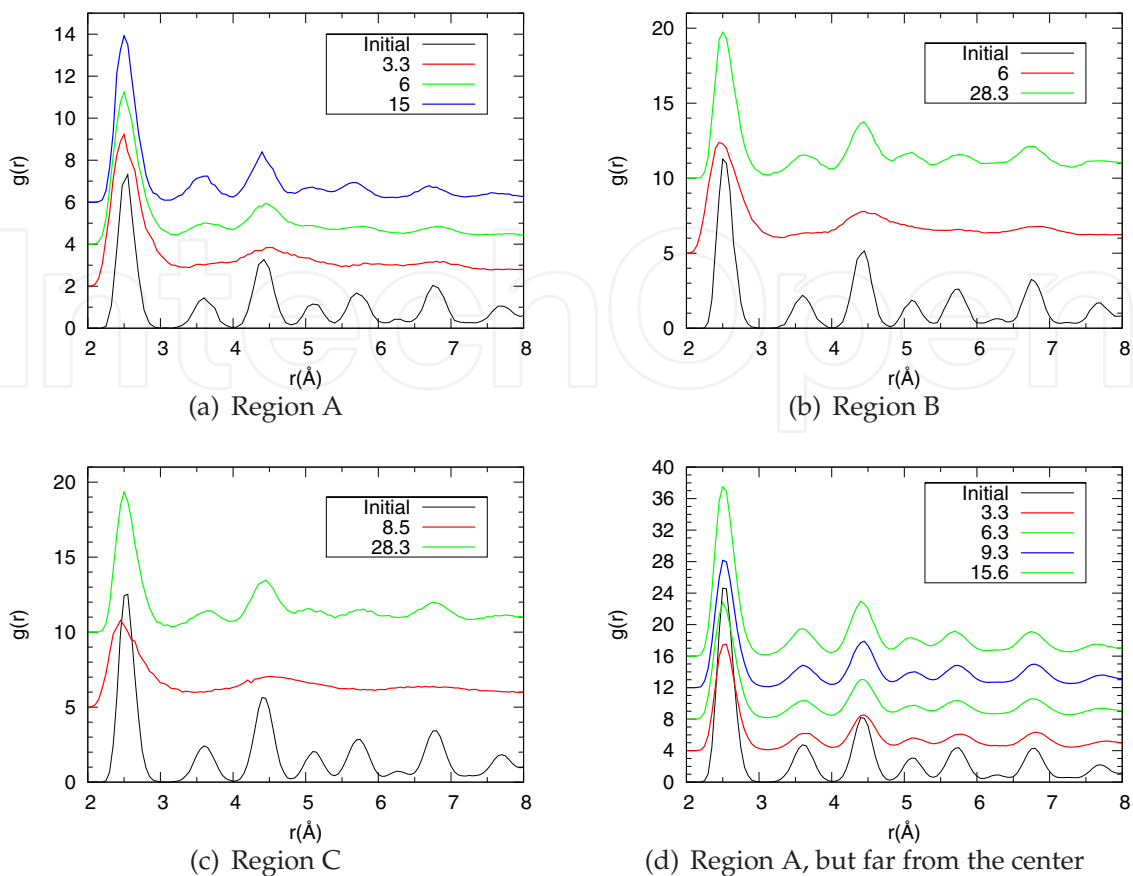 14
12
10
8
6
4
2
0
g(r)
Initial
3.3
6
15
2 3 4 5 6 7 8
r(Å)
(a) Region A
20
15
10
5
0
g(r)
Initial
6
28.3
2 3 4 5 6 7 8
r(Å)
(b) Region B
20
15
10
5
0
g(r)
Initial
8.5
28.3
2 3 4 5 6 7 8
r(Å)
(c) Region C
40
36
32
28
24
20
16
12
8
4
0
g(r)
Initial
3.3
6.3
9.3
15.6
2 3 4 5 6 7 8
r(Å)
(d) Region A, but far from the center
IntechOpen